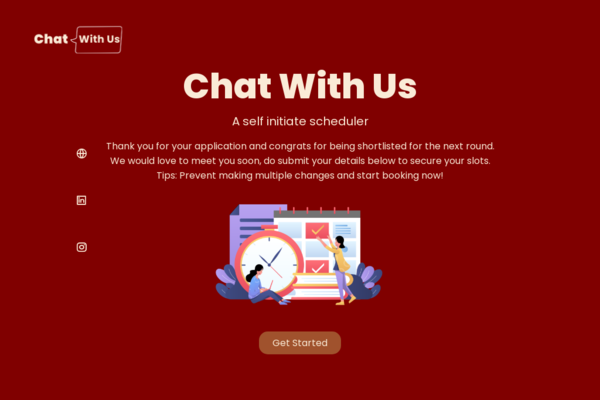 Chat With Us
Chat With Us
A self initiate scheduler
Thank you for your application and congrats for being shortlisted for the next round.
We would love to meet you soon, do submit your details below to secure your slots.
Tips: Prevent making multiple changes and start booking now!
Get Started